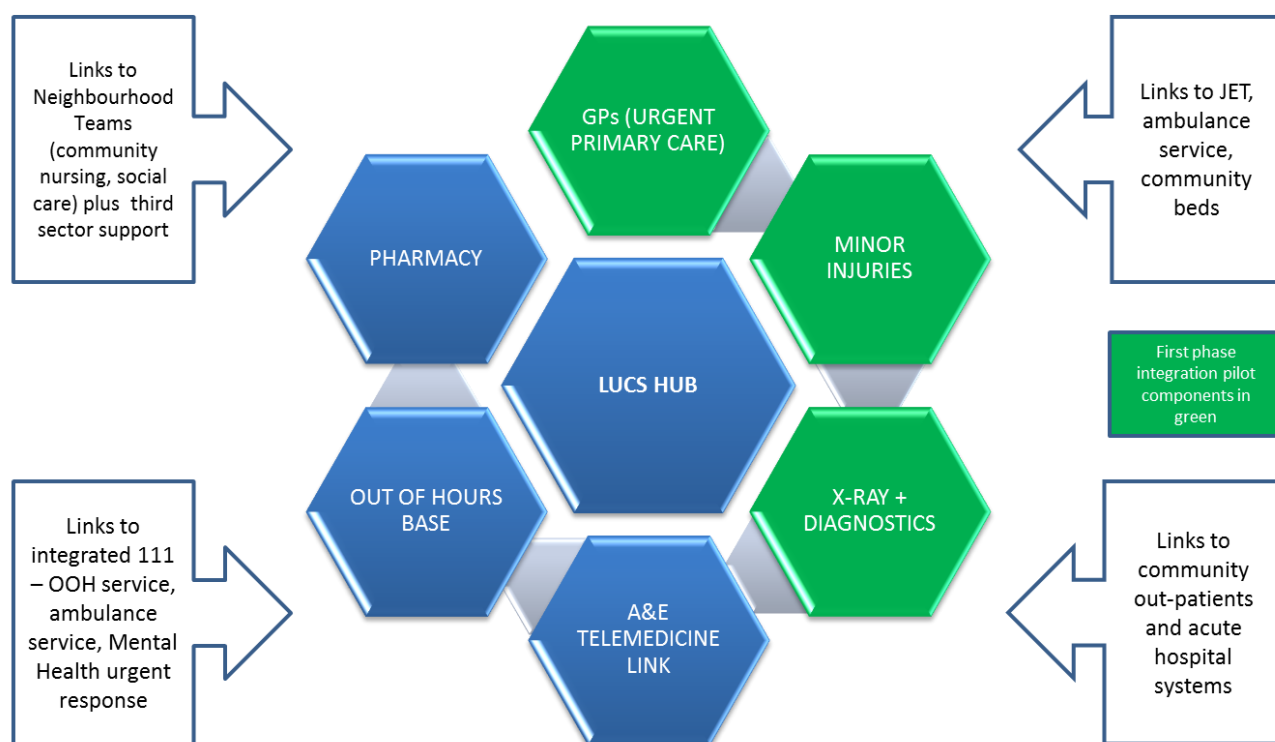 Links to
Neighbourhood
Teams
(community
nursing, social
care) plus third
sector support
GPs (URGENT
PRIMARY CARE)
Links to JET,
ambulance
service,
community
beds
PHARMACY
MINOR
INJURIES
LUCS HUB
First phase
integration pilot
components in
green
OUT OF HOURS
BASE
X-RAY +
DIAGNOSTICS
Links to
integrated 111
– OOH service,
ambulance
service, Mental
Health urgent
response
A&E
TELEMEDICINE
LINK
Links to
community
out-patients
and acute
hospital
systems